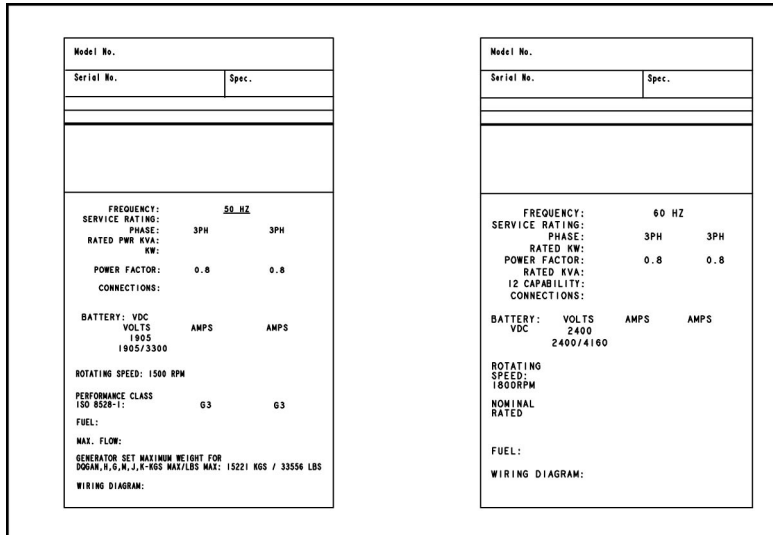 Model No.
Serial No. Spec.
FREQUENCY: 50 HZ
SERVICE RATING:
PHASE: 3PH 3PH
RATED PWR KVA:
KW:
POWER FACTOR: 0.8 0.8
CONNECTIONS:
BATTERY: VDC
VOLTS AMPS AMPS
1905
1905/3300
ROTATING SPEED: 1500 RPM
PERFORMANCE CLASS
ISO 8528-1: G3 G3
FUEL:
MAX. FLOW:
GENERATOR SET MAXIMUM WEIGHT FOR
DQGAN,H,G,M,J,K-KGS MAX/LBS MAX: 15221 KGS / 33556 LBS
WIRING DIAGRAM:
Model No.
Serial No. Spec.
FREQUENCY: 60 HZ
SERVICE RATING:
PHASE: 3PH 3PH
RATED KW:
POWER FACTOR: 0.8 0.8
RATED KVA:
I2 CAPABILITY:
CONNECTIONS:
BATTERY: VOLTS AMPS AMPS
VDC 2400
2400/4160
ROTATING
SPEED:
1800RPM
NOMINAL
RATED
FUEL:
WIRING DIAGRAM: